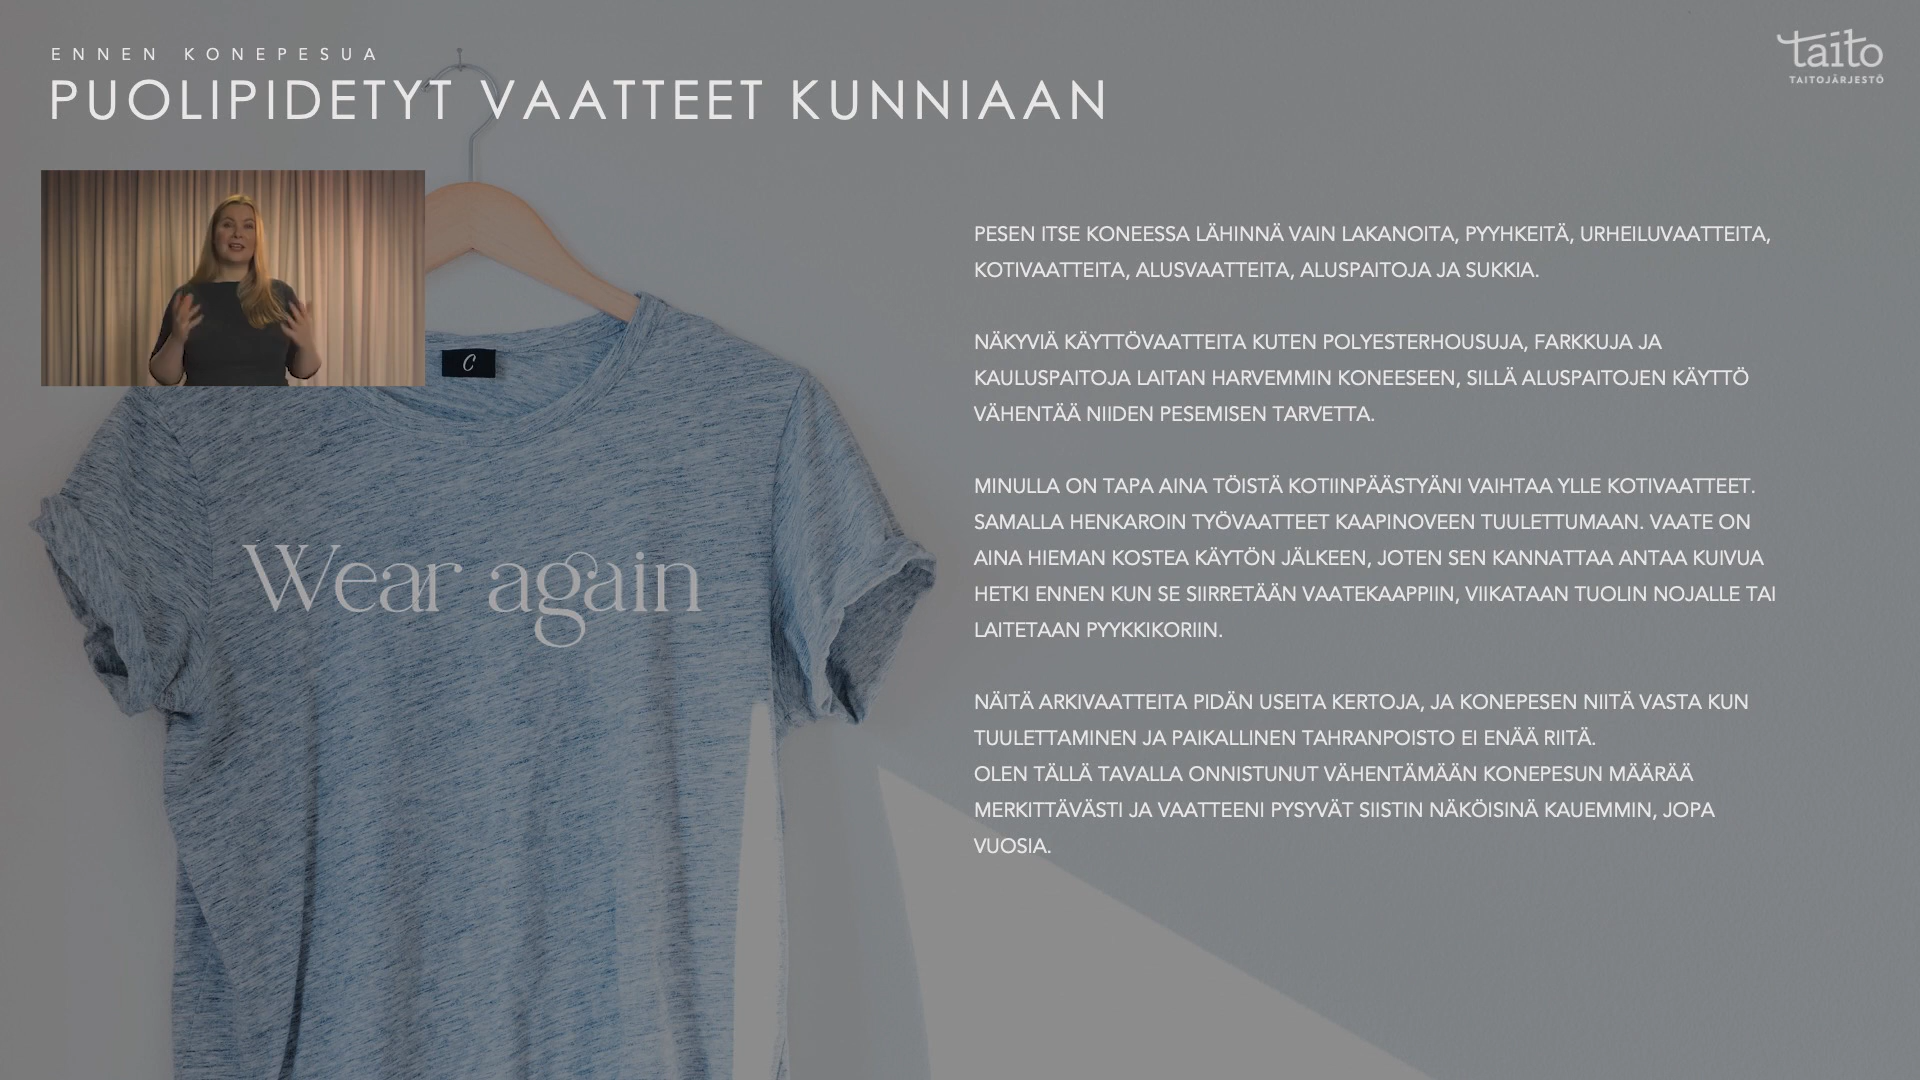 ENNEN KONEPESUA
PUOLIPIDETYT VAATTEET KUNNIAAN
taito
TAITOJÄRJESTÖ
C
Wear again
PESEN ITSE KONEESSA LÄHINNÄ VAIN LAKANOITA, PYYHKEITÄ, URHEILUVAATTEITA,
KOTIVAATTEITA, ALUSVAATTEITA, ALUSPAITOJA JA SUKKIA.
NÄKYVIÄ KÄYTTÖVAATTEITA KUTEN POLYESTERHOUSUJA, FARKKUJA JA
KAULUSPAITOJA LAITAN HARVEMMIN KONEESEEN, SILLÄ ALUSPAITOJEN KÄYTTÖ
VÄHENTÄÄ NIIDEN PESEMISEN TARVETTA.
MINULLA ON TAPA AINA TÖISTÄ KOTIINPÄÄSTYÄNI VAIHTAA YLLE KOTIVAATTEET.
SAMALLA HENKAROIN TYÖVAATTEET KAAPINOVEEN TUULETTUMAAN. VAATE ON
AINA HIEMAN KOSTEA KÄYTÖN JÄLKEEN, JOTEN SEN KANNATTAA ANTAA KUIVUA
HETKI ENNEN KUN SE SIIRRETÄÄN VAATEKAAPPIIN, VIIKATAAN TUOLIN NOJALLE TAI
LAITETAAN PYYKKIKORIIN.
NÄITÄ ARKIVAATTEITA PIDÄN USEITA KERTOJA, JA KONEPESEN NIITÄ VASTA KUN
TUULETTAMINEN JA PAIKALLINEN TAHRANPOISTO EI ENÄÄ RIITÄ.
OLEN TÄLLÄ TAVALLA ONNISTUNUT VÄHENTÄMÄÄN KONEPESUN MÄÄRÄÄ
MERKITTÄVÄSTI JA VAATTEENI PYSYVÄT SIISTIN NÄKÖISINÄ KAUEMMIN, JOPA
VUOSIA.